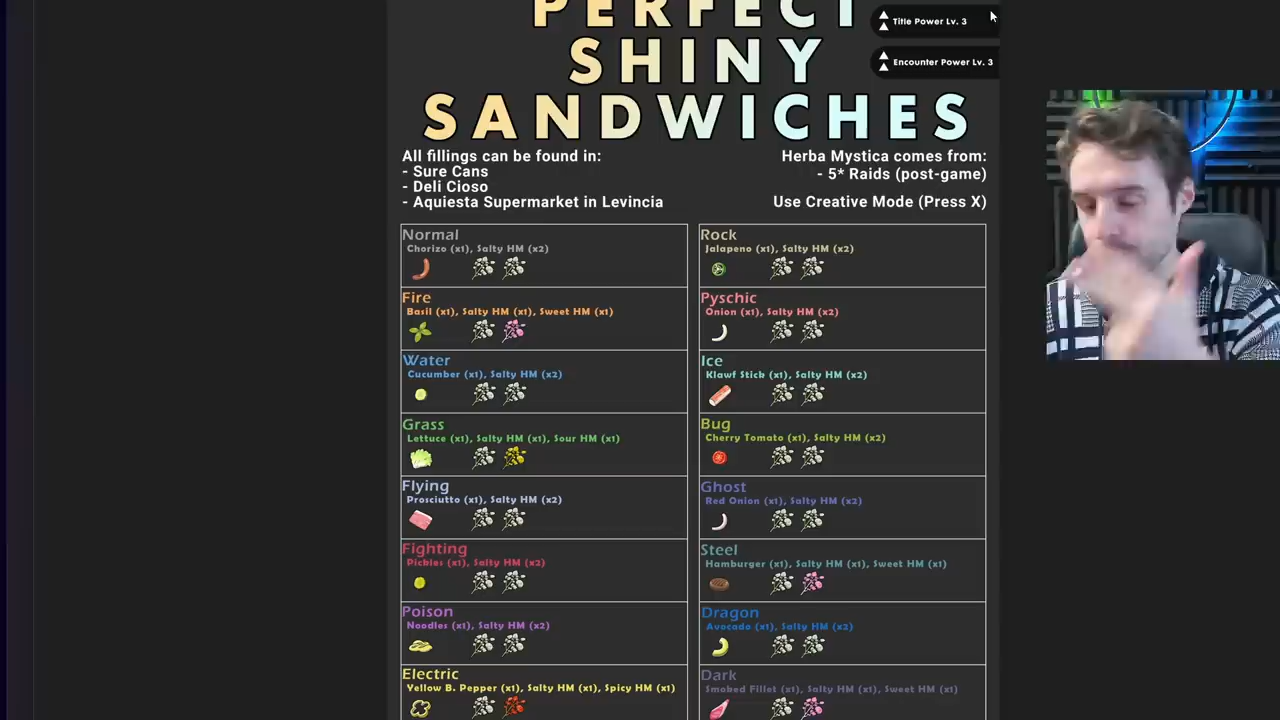 PERFECT
SHINY
SANDWICHES
Title Power Lv. 3
Encounter Power Lv. 3
All fillings can be found in:
- Sure Cans
- Deli Cioso
- Aquiesta Supermarket in Levincia
Herba Mystica comes from:
- 5* Raids (post-game)
Use Creative Mode (Press X)
Normal
Chorizo (x1), Salty HM (x2)
Fire
Basil (x1), Salty HM (x1), Sweet HM (x1)
Water
Cucumber (x1), Salty HM (x2)
Grass
Lettuce (x1), Salty HM (x1), Sour HM (x1)
Flying
Prosciutto (x1), Salty HM (x2)
Fighting
Pickles (x1), Salty HM (x2)
Poison
Noodles (x1), Salty HM (x2)
Electric
Yellow B. Pepper (x1), Salty HM (x1), Spicy HM (x1)
Rock
Jalapeno (x1), Salty HM (x2)
Pyschic
Onion (x1), Salty HM (x2)
Ice
Klawf Stick (x1), Salty HM (x2)
Bug
Cherry Tomato (x1), Salty HM (x2)
Ghost
Red Onion (x1), Salty HM (x2)
Steel
Hamburger (x1), Salty HM (x1), Sweet HM (x1)
Dragon
Avocado (x1), Salty HM (x2)
Dark
Smoked Fillet (x1), Salty HM (x1), Sweet HM (x1)